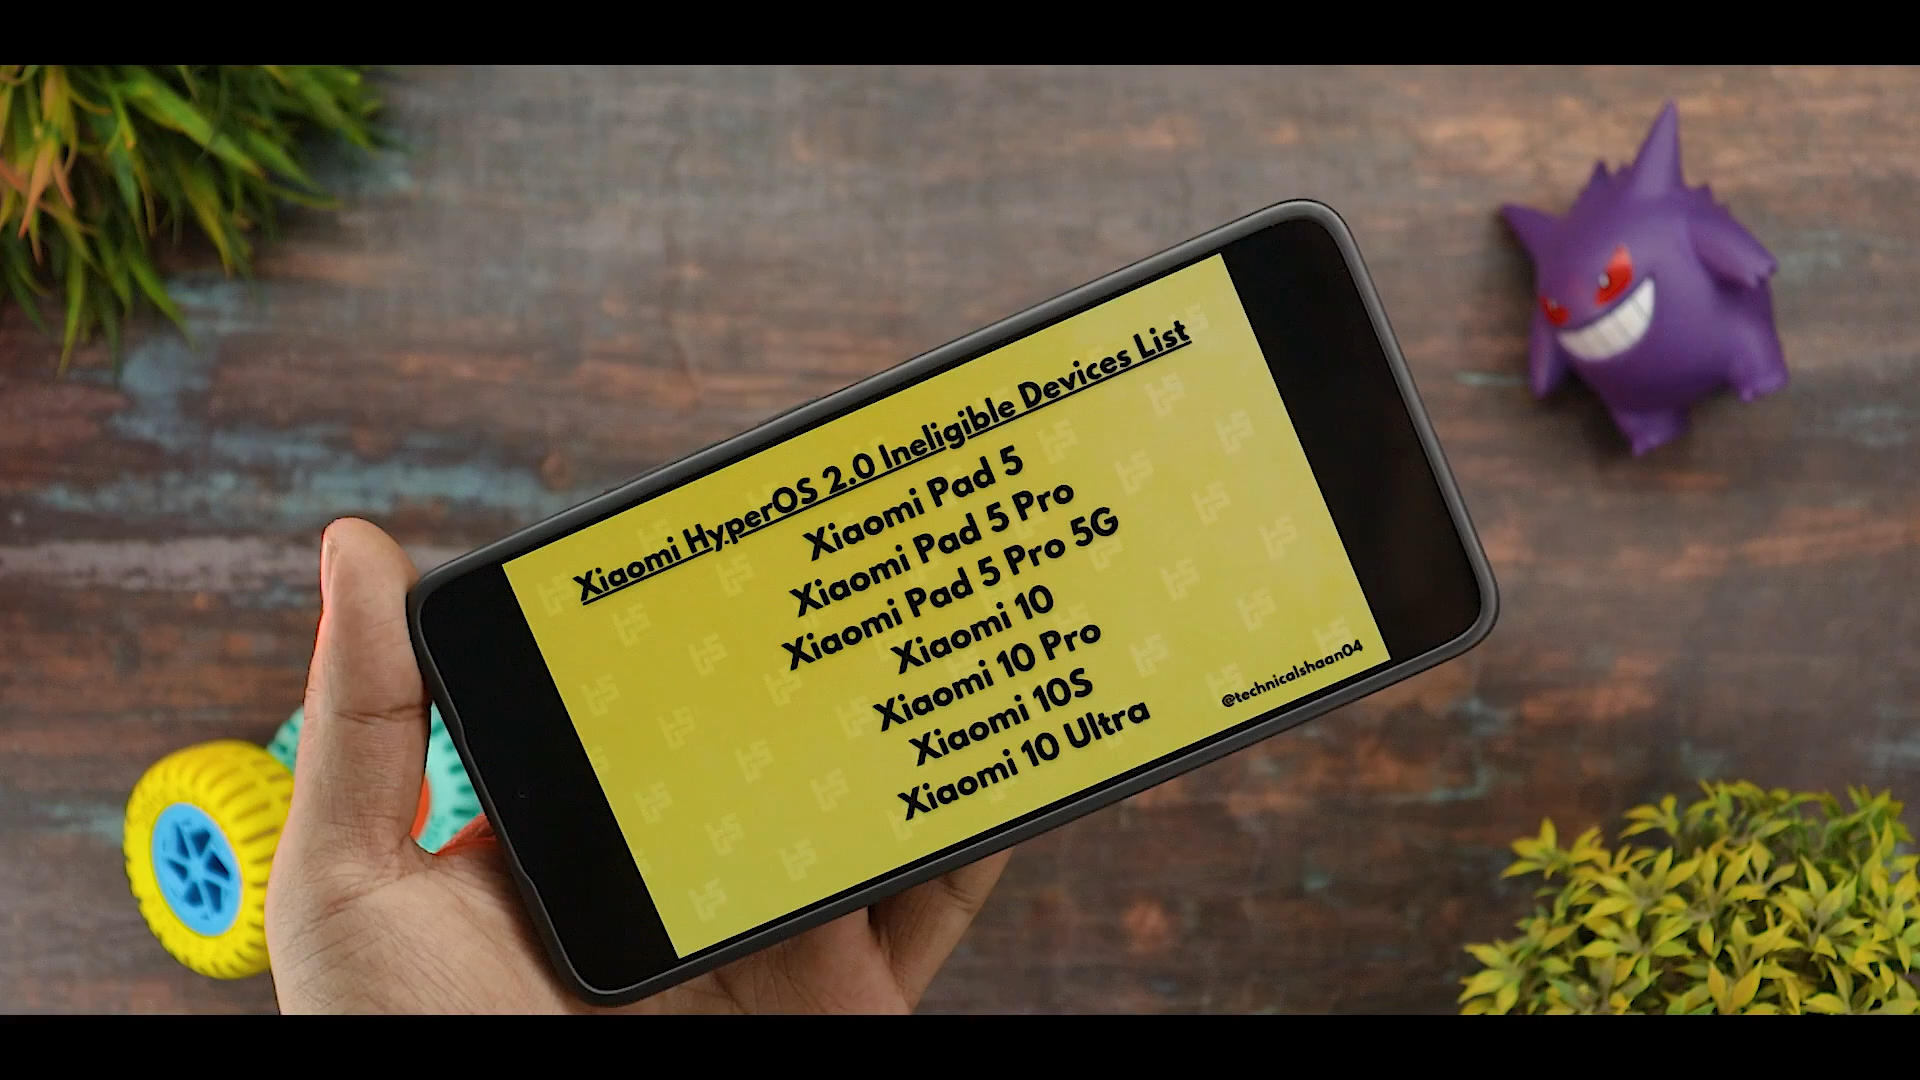 Xiaomi HyperOS 2.0 Ineligible Devices List
Xiaomi Pad 5
Xiaomi Pad 5 Pro
Xiaomi Pad 5 Pro 5G
Xiaomi 10
Xiaomi 10 Pro
Xiaomi 10S
Xiaomi 10 Ultra
@technicalshaan04